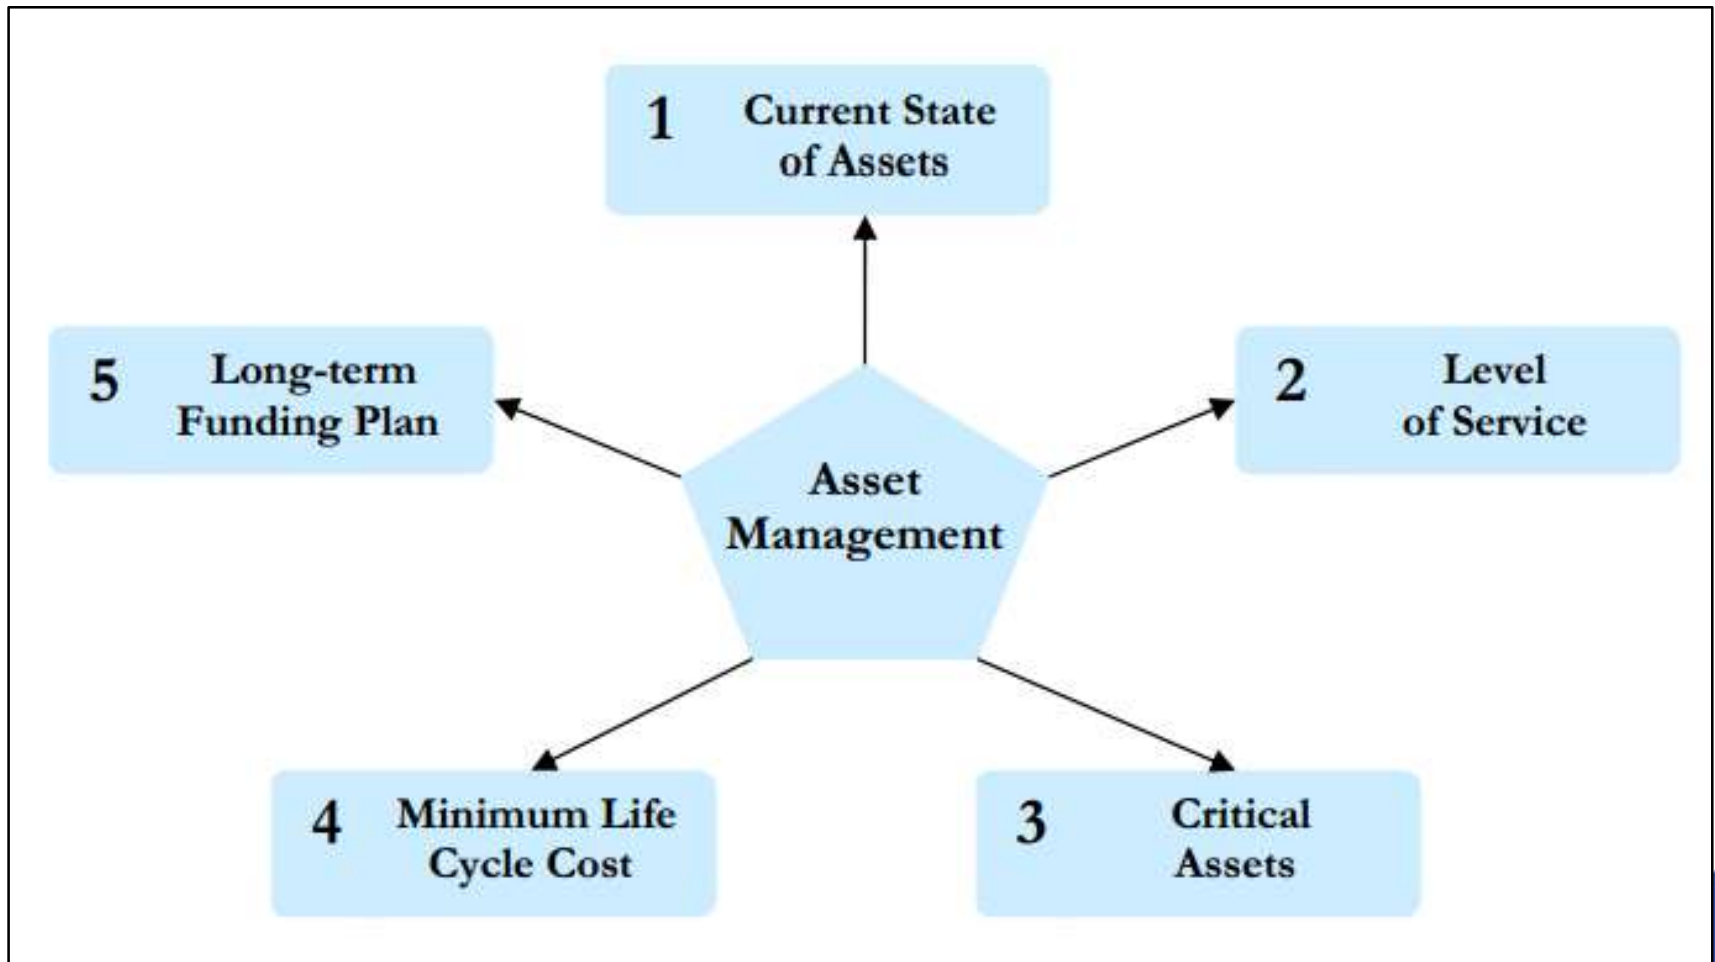 1
Current State
of Assets
5
Long-term
Funding Plan
2
Level
of Service
Asset
Management
4
Minimum Life
Cycle Cost
3
Critical
Assets